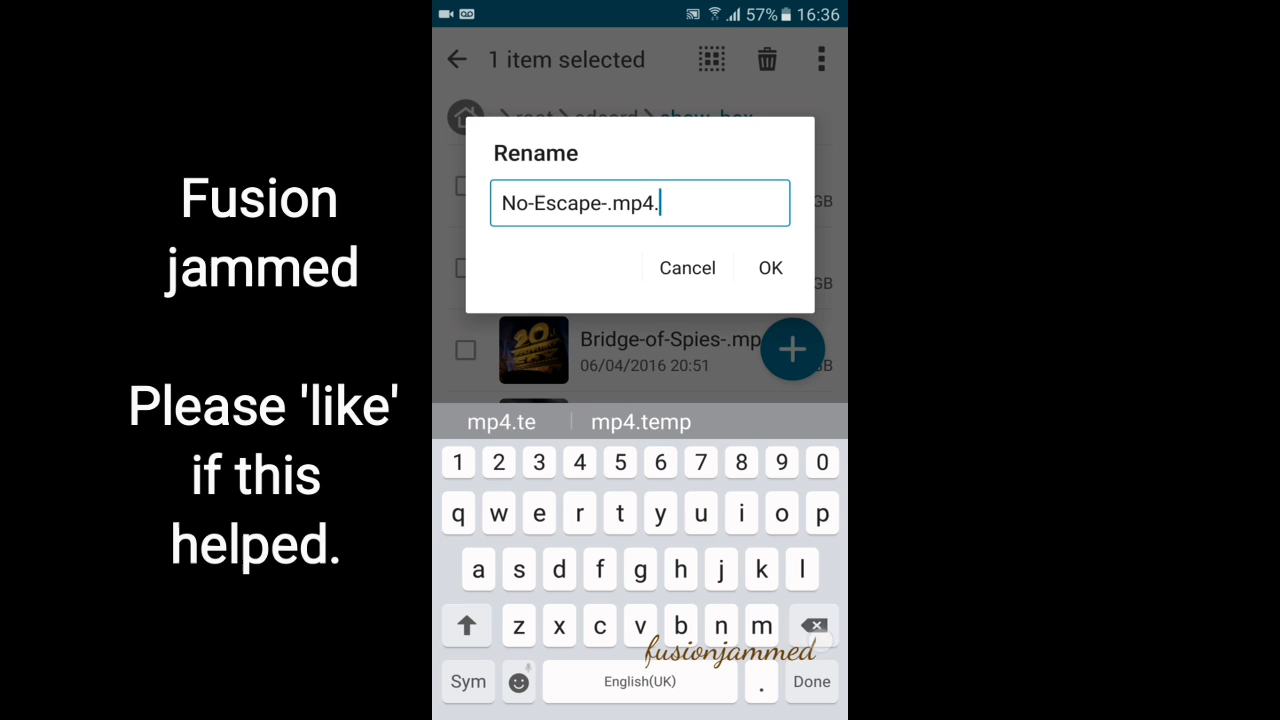 Fusion
jammed
Please 'like'
if this
helped.
57% 16:36
1 item selected
Rename
No-Escape-.mp4.
GB
Cancel OK
GB
Bridge-of-Spies-.mp
06/04/2016 20:51
mp4.te mp4.temp
1 2 3 4 5 6 7 8 9 0
q w e r t y u i o p
a s d f g h j k l
z x c v b n m
fusionjammed
Sym English(UK) . Done